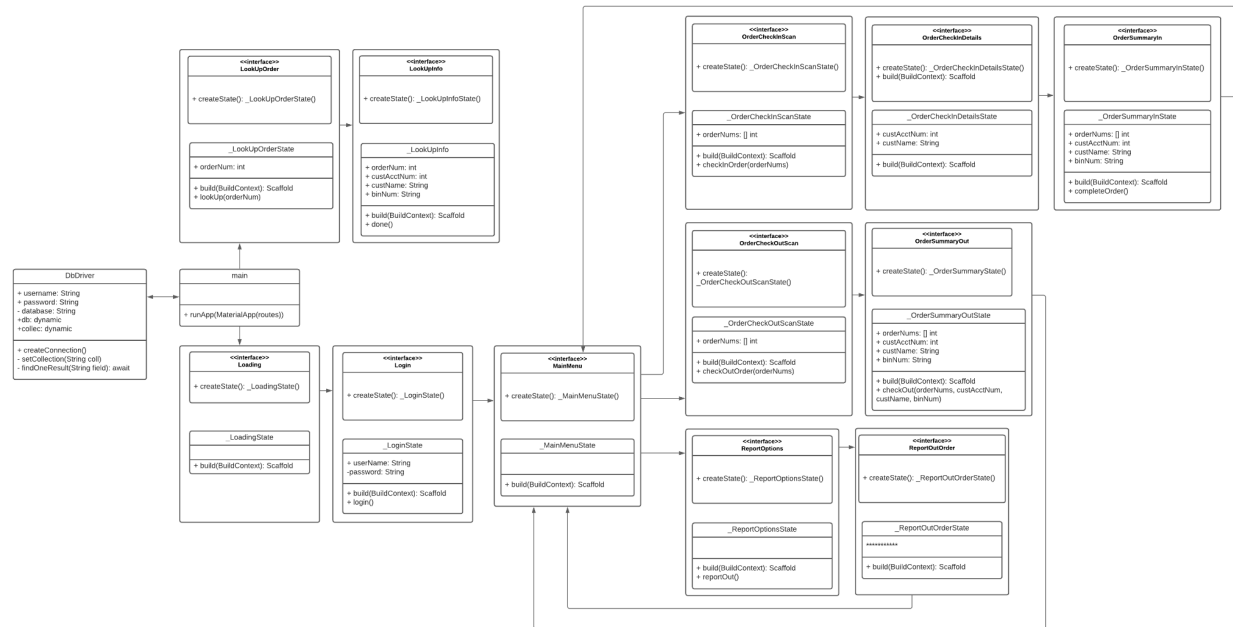 <<interface>>
LookUpOrder
+ createState(): _LookUpOrderState()
_LookUpOrderState
+ orderNum: int
+ build(BuildContext): Scaffold
+ lookUp(orderNum)
<<interface>>
LookUpInfo
+ createState(): _LookUpInfoState()
_LookUpInfo
+ orderNum: int
+ custAcctNum: int
+ custName: String
+ binNum: String
+ build(BuildContext): Scaffold
+ done()
DbDriver
+ username: String
+ password: String
- database: String
+db: dynamic
+collec: dynamic
+ createConnection()
- setCollection(String coll)
- findOneResult(String field): await
main
+ runApp(MaterialApp(routes))
<<interface>>
Loading
+ createState(): _LoadingState()
_LoadingState
+ build(BuildContext): Scaffold
<<interface>>
Login
+ createState(): _LoginState()
_LoginState
+ userName: String
-password: String
+ build(BuildContext): Scaffold
+ login()
<<interface>>
MainMenu
+ createState(): _MainMenuState()
_MainMenuState
+ build(BuildContext): Scaffold
<<interface>>
OrderCheckInScan
+ createState(): _OrderCheckInScanState()
_OrderCheckInScanState
+ orderNums: [] int
+ build(BuildContext): Scaffold
+ checkInOrder(orderNums)
<<interface>>
OrderCheckInDetails
+ createState(): _OrderCheckInDetailsState()
+ build(BuildContext): Scaffold
_OrderCheckInDetailsState
+ custAcctNum: int
+ custName: String
+ build(BuildContext): Scaffold
<<interface>>
OrderSummaryIn
+ createState(): _OrderSummaryInState()
_OrderSummaryInState
+ orderNums: [] int
+ custAcctNum: int
+ custName: String
+ binNum: String
+ build(BuildContext): Scaffold
+ completeOrder()
<<interface>>
OrderCheckOutScan
+ createState():
_OrderCheckOutScanState()
_OrderCheckOutScanState
+ orderNums: [] int
+ build(BuildContext): Scaffold
+ checkOutOrder(orderNums)
<<interface>>
OrderSummaryOut
+ createState(): _OrderSummaryState()
_OrderSummaryOutState
+ orderNums: [] int
+ custAcctNum: int
+ custName: String
+ binNum: String
+ build(BuildContext): Scaffold
+ checkOut(orderNums, custAcctNum,
custName, binNum)
<<interface>>
ReportOptions
+ createState(): _ReportOptionsState()
_ReportOptionsState
+ build(BuildContext): Scaffold
+ reportOut()
<<interface>>
ReportOutOrder
+ createState(): _ReportOutOrderState()
_ReportOutOrderState
***********
+ build(BuildContext): Scaffold